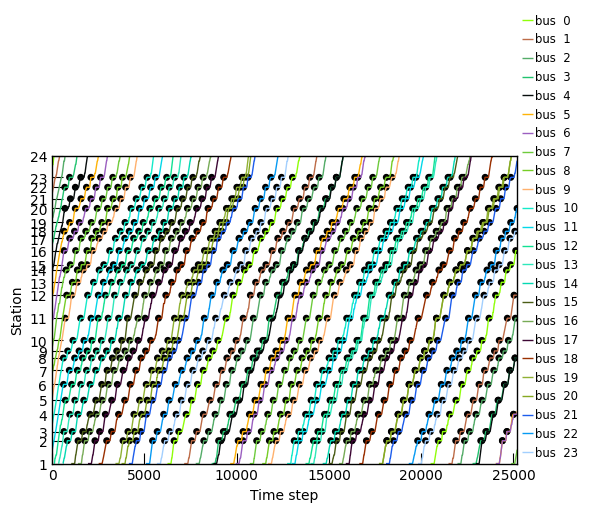 bus 0
bus 1
bus 2
bus 3
bus 4
bus 5
bus 6
bus 7
bus 8
bus 9
bus 10
bus 11
bus 12
bus 13
bus 14
bus 15
bus 16
bus 17
bus 18
bus 19
bus 20
bus 21
bus 22
bus 23
Station
24
23
22
21
20
19
18
17
16
15
14
13
12
11
10
9
8
7
6
5
4
3
2
1
0 5000 10000 15000 20000 25000
Time step